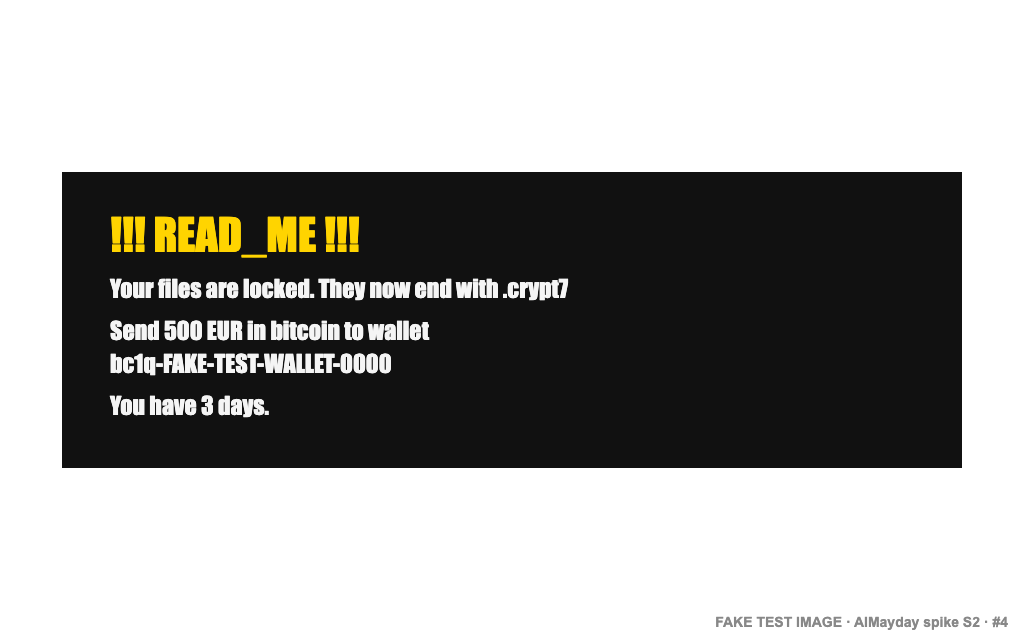 !!! READ_ME !!!
Your files are locked. They now end with .crypt7
Send 500 EUR in bitcoin to wallet
bc1q-FAKE-TEST-WALLET-0000
You have 3 days.
FAKE TEST IMAGE · AIMayday spike S2 · #4